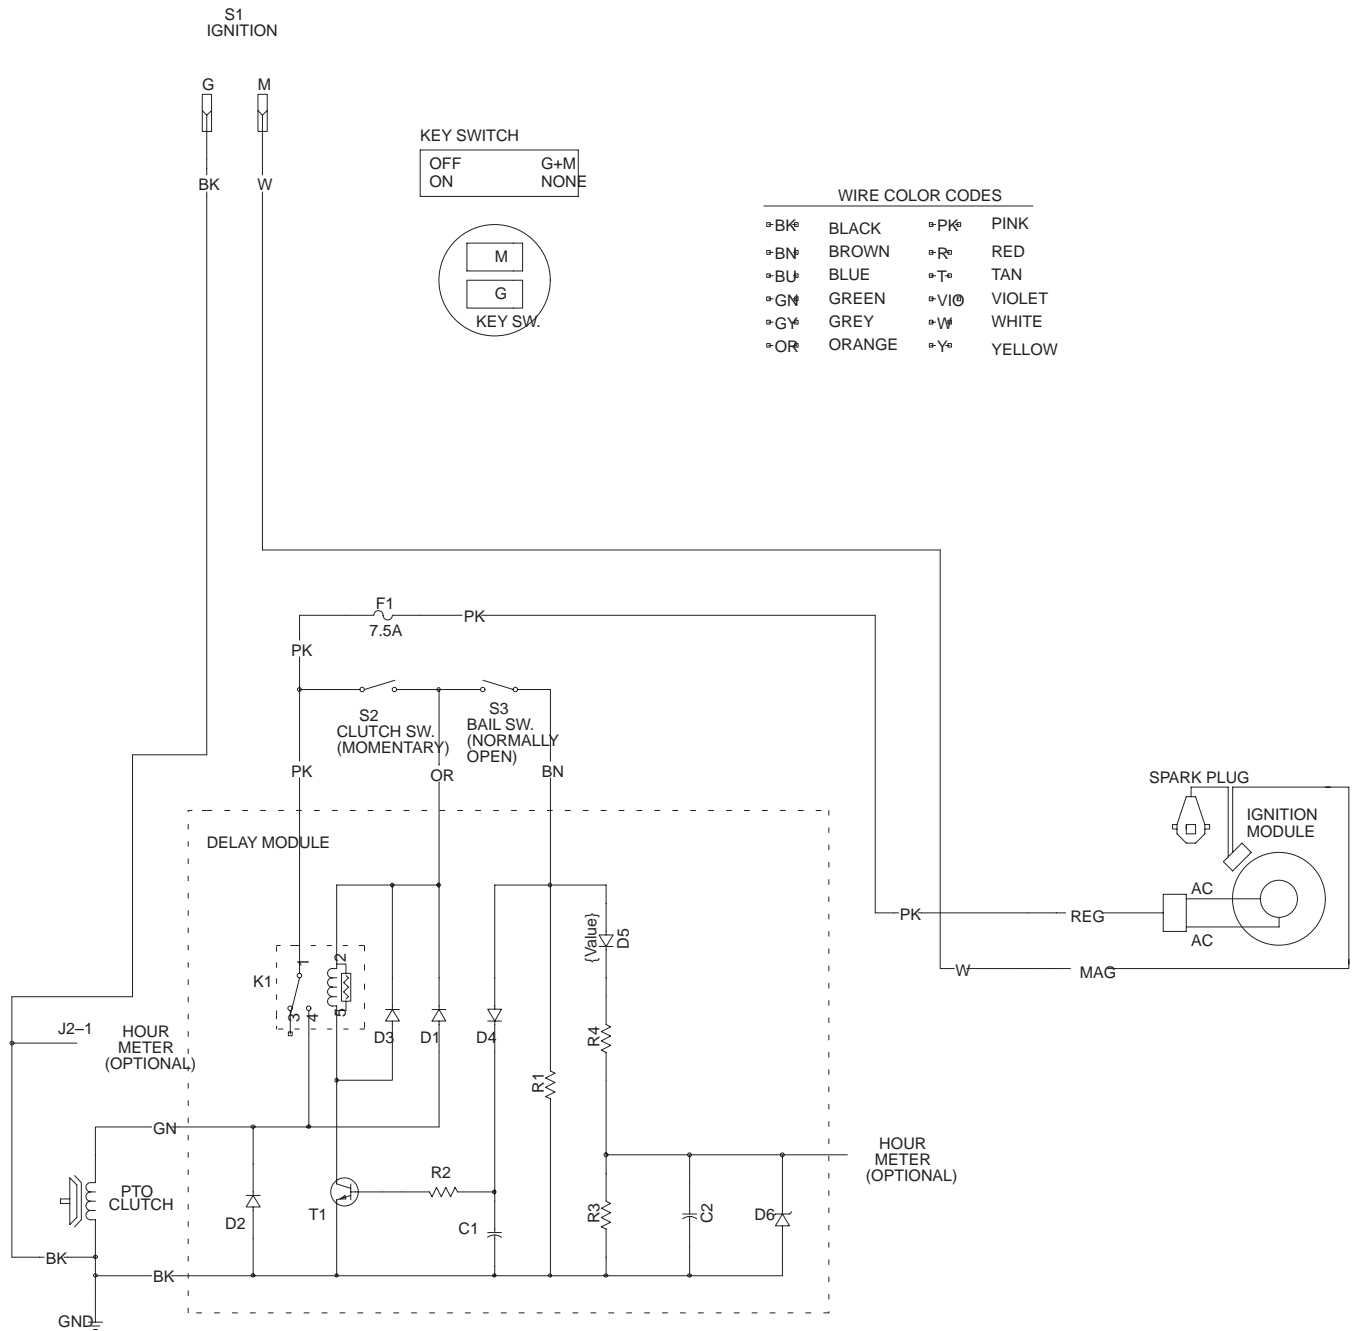 S1
IGNITION
G
M
KEY SWITCH
OFF G+M
ON NONE
BK
W
M
G
KEY SW.
WIRE COLOR CODES
BK BLACK PK PINK
BN BROWN R RED
BU BLUE T TAN
GN GREEN VIO VIOLET
GY GREY W WHITE
OR ORANGE Y YELLOW
F1
7.5A
PK
PK
S2
CLUTCH SW.
(MOMENTARY)
S3
BAIL SW.
(NORMALLY
OPEN)
PK
OR
BN
SPARK PLUG
IGNITION
MODULE
DELAY MODULE
AC
AC
PK
REG
W
MAG
{Value}
D5
K1
1
2
3
4
5
D3
D1
D4
R4
R1
J2–1
HOUR
METER
(OPTIONAL)
GN
HOUR
METER
(OPTIONAL)
PTO
CLUTCH
D2
T1
R2
C1
R3
C2
D6
BK
BK
GND